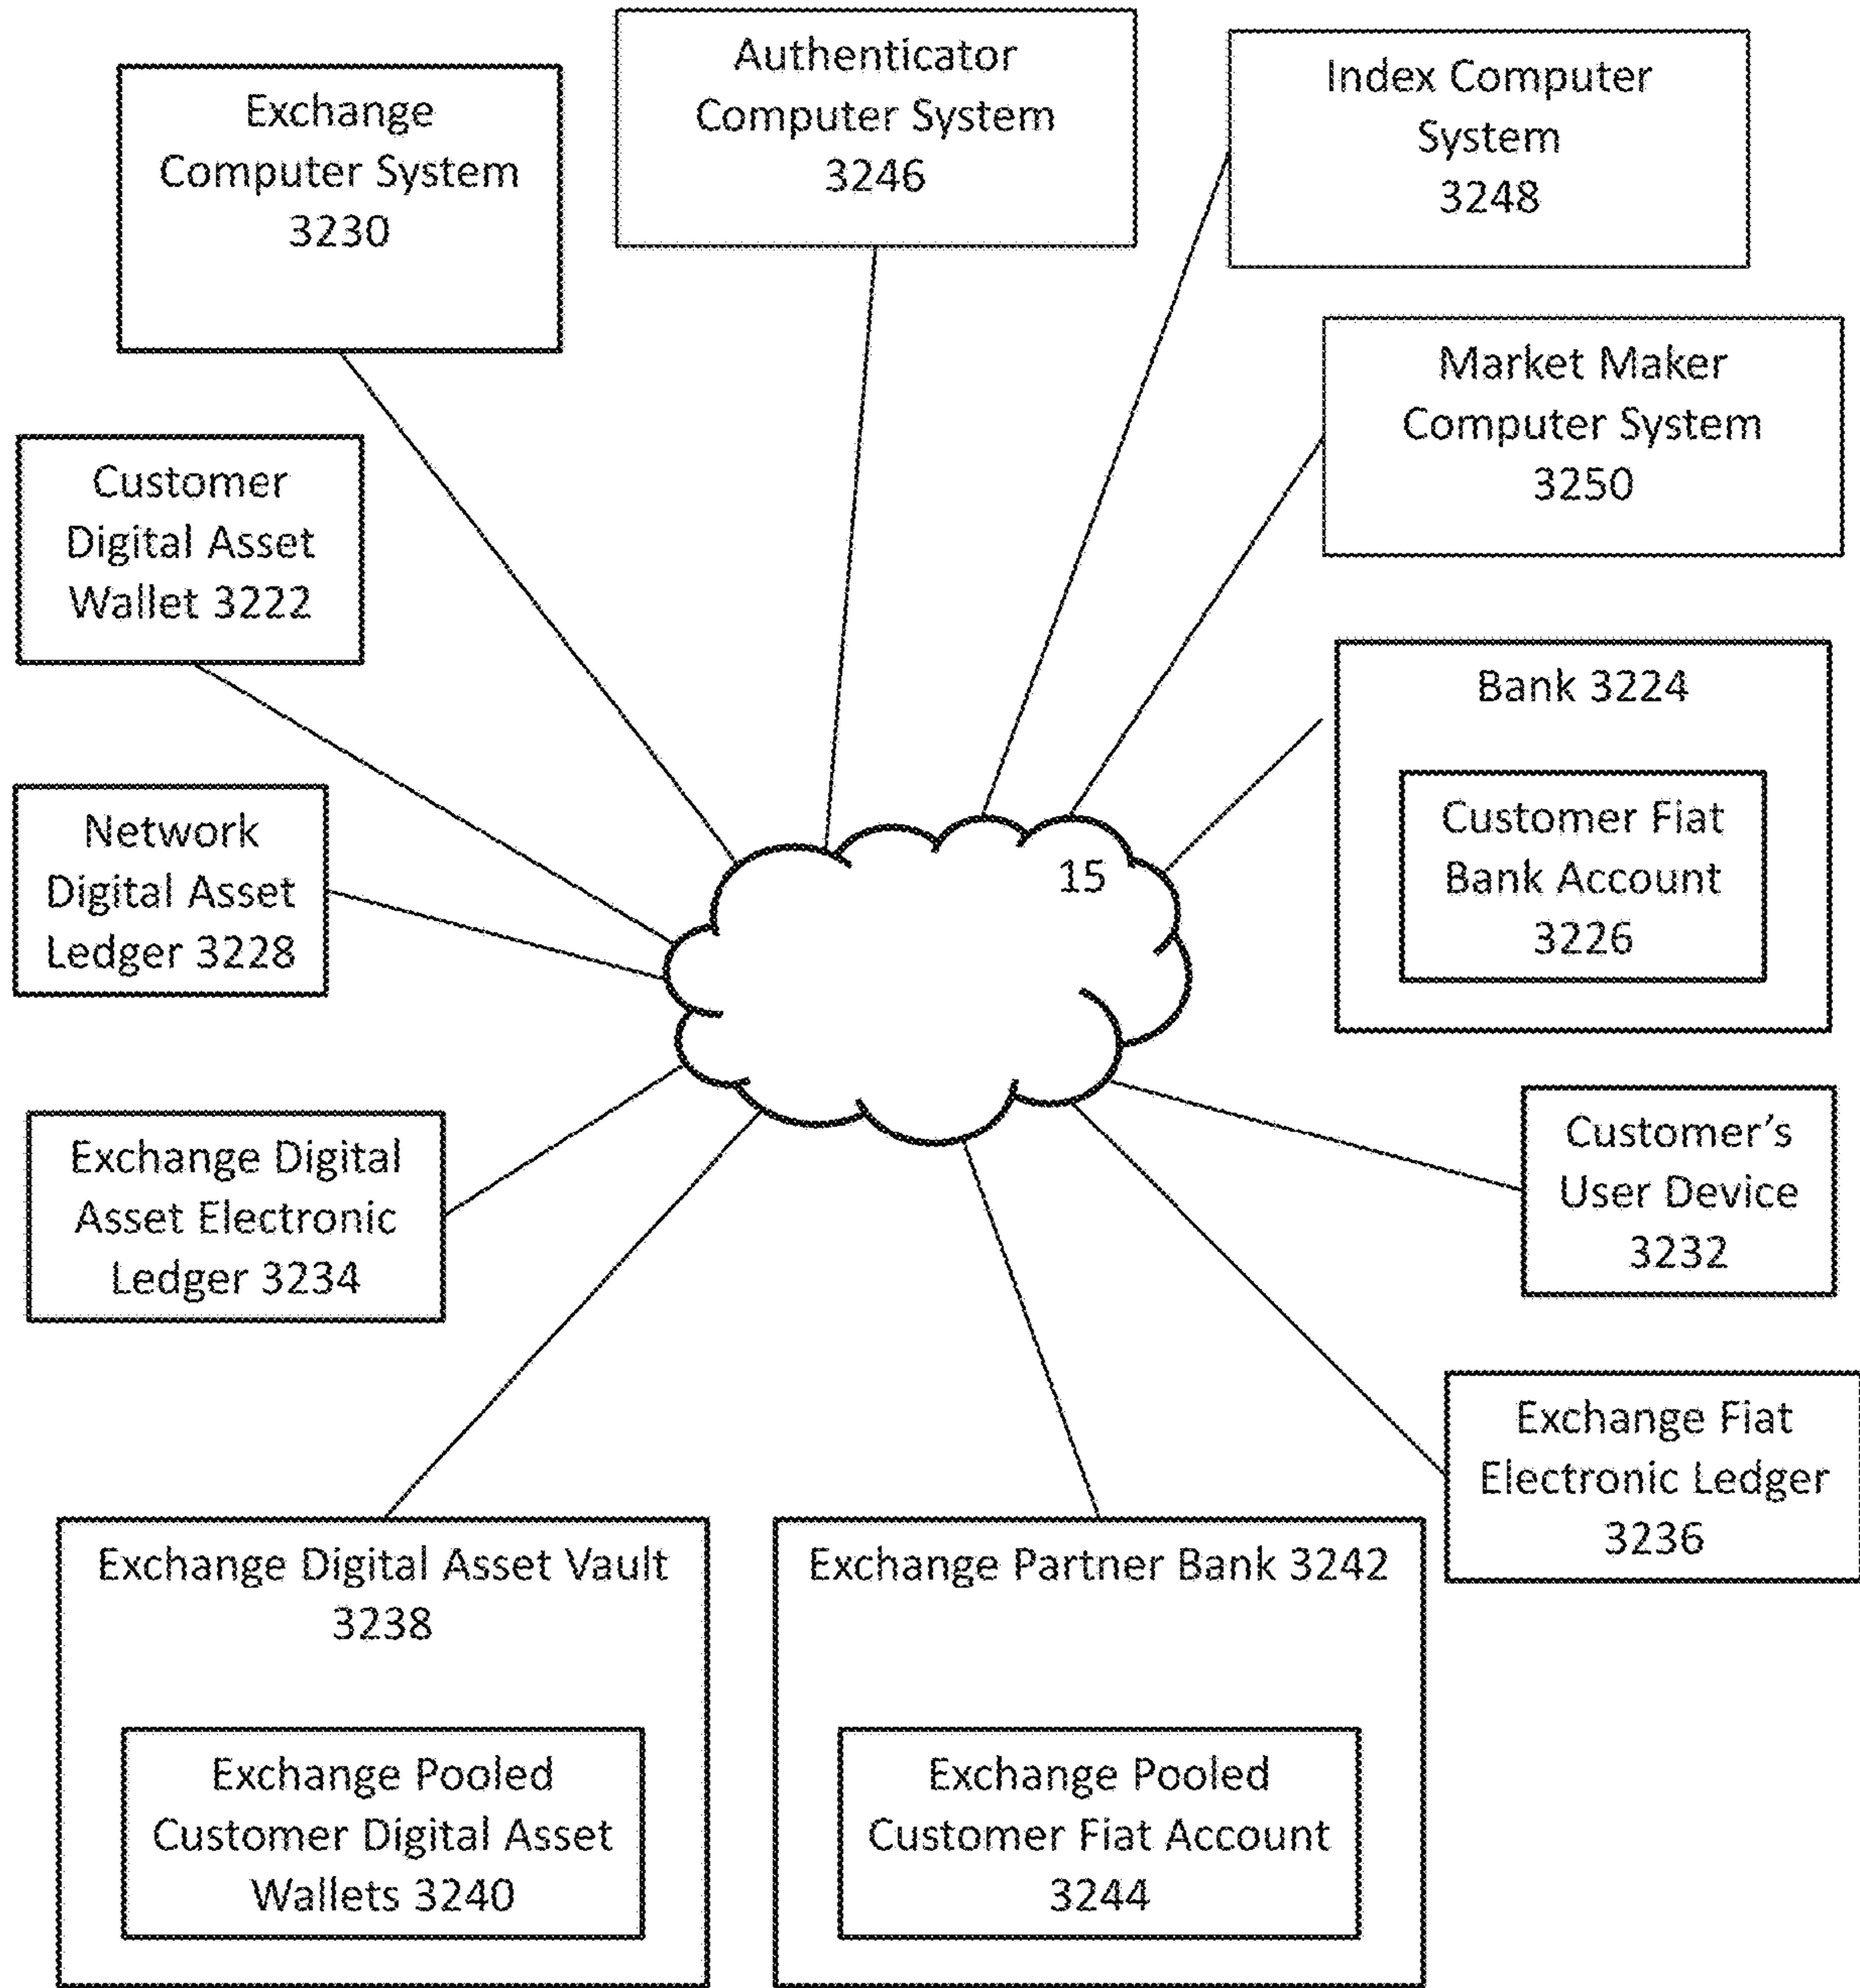 Exchange
Computer System
3230
Authenticator
Computer System
3246
Index Computer
System
3248
Market Maker
Computer System
3250
Customer
Digital Asset
Wallet 3222
Bank 3224
Customer Fiat
Bank Account
3226
Network
Digital Asset
Ledger 3228
15
Exchange Digital
Asset Electronic
Ledger 3234
Customer’s
User Device
3232
Exchange Fiat
Electronic Ledger
3236
Exchange Digital Asset Vault
3238
Exchange Pooled
Customer Digital Asset
Wallets 3240
Exchange Partner Bank 3242
Exchange Pooled
Customer Fiat Account
3244